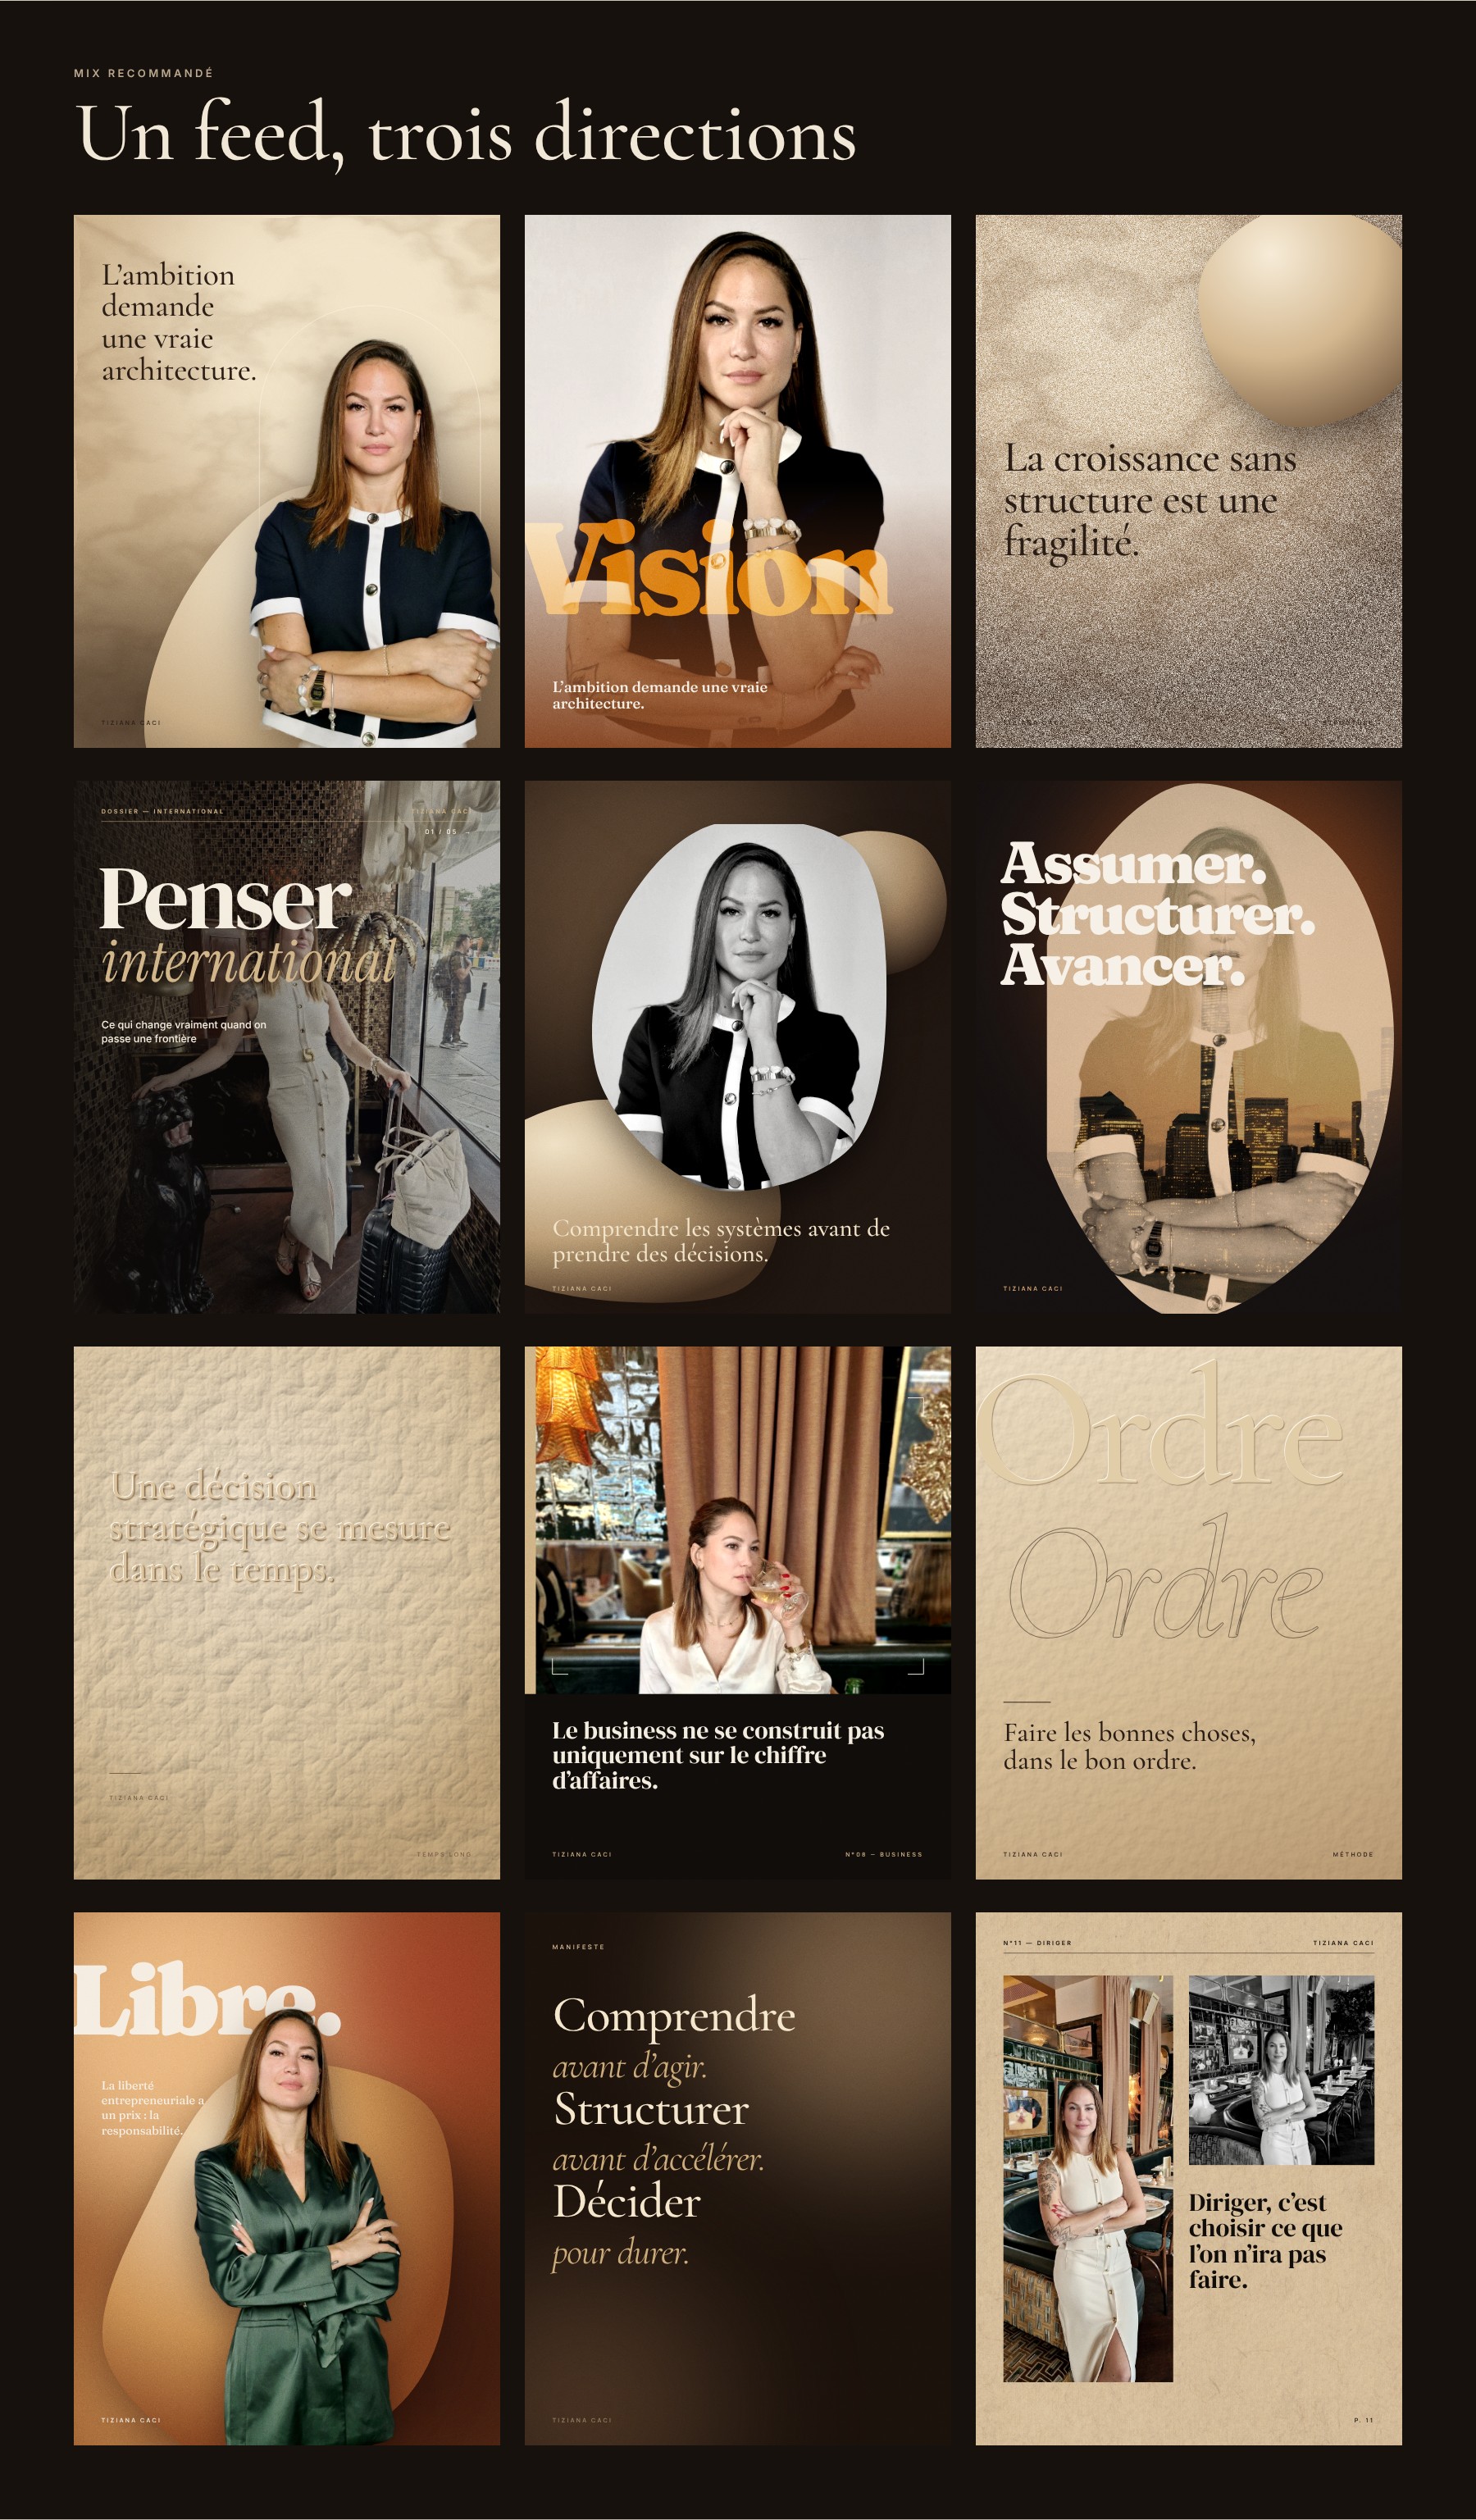 MIX RECOMMANDÉ
Un feed, trois directions
L’ambition
demande
une vraie
architecture.
TIZIANA CACI
Vision
L’ambition demande une vraie
architecture.
La croissance sans
structure est une
fragilité.
TIZIANA CACI
DOSSIER — INTERNATIONAL
TIZIANA CACI
01 / 05 →
Penser
international
Ce qui change vraiment quand on
passe une frontière
Comprendre les systèmes avant de
prendre des décisions.
TIZIANA CACI
Assumer.
Structurer.
Avancer.
TIZIANA CACI
Une décision
stratégique se mesure
dans le temps.
TIZIANA CACI
TEMPS LONG
Le business ne se construit pas
uniquement sur le chiffre
d’affaires.
TIZIANA CACI
N°08 — BUSINESS
Ordre
Ordre
Faire les bonnes choses,
dans le bon ordre.
TIZIANA CACI
MÉTHODE
Libre.
La liberté
entrepreneuriale a
un prix : la
responsabilité.
TIZIANA CACI
MANIFESTE
Comprendre
avant d’agir.
Structurer
avant d’accélérer.
Décider
pour durer.
TIZIANA CACI
N°11 — DIRIGER
TIZIANA CACI
Diriger, c’est
choisir ce que
l’on n’ira pas
faire.
P. 11